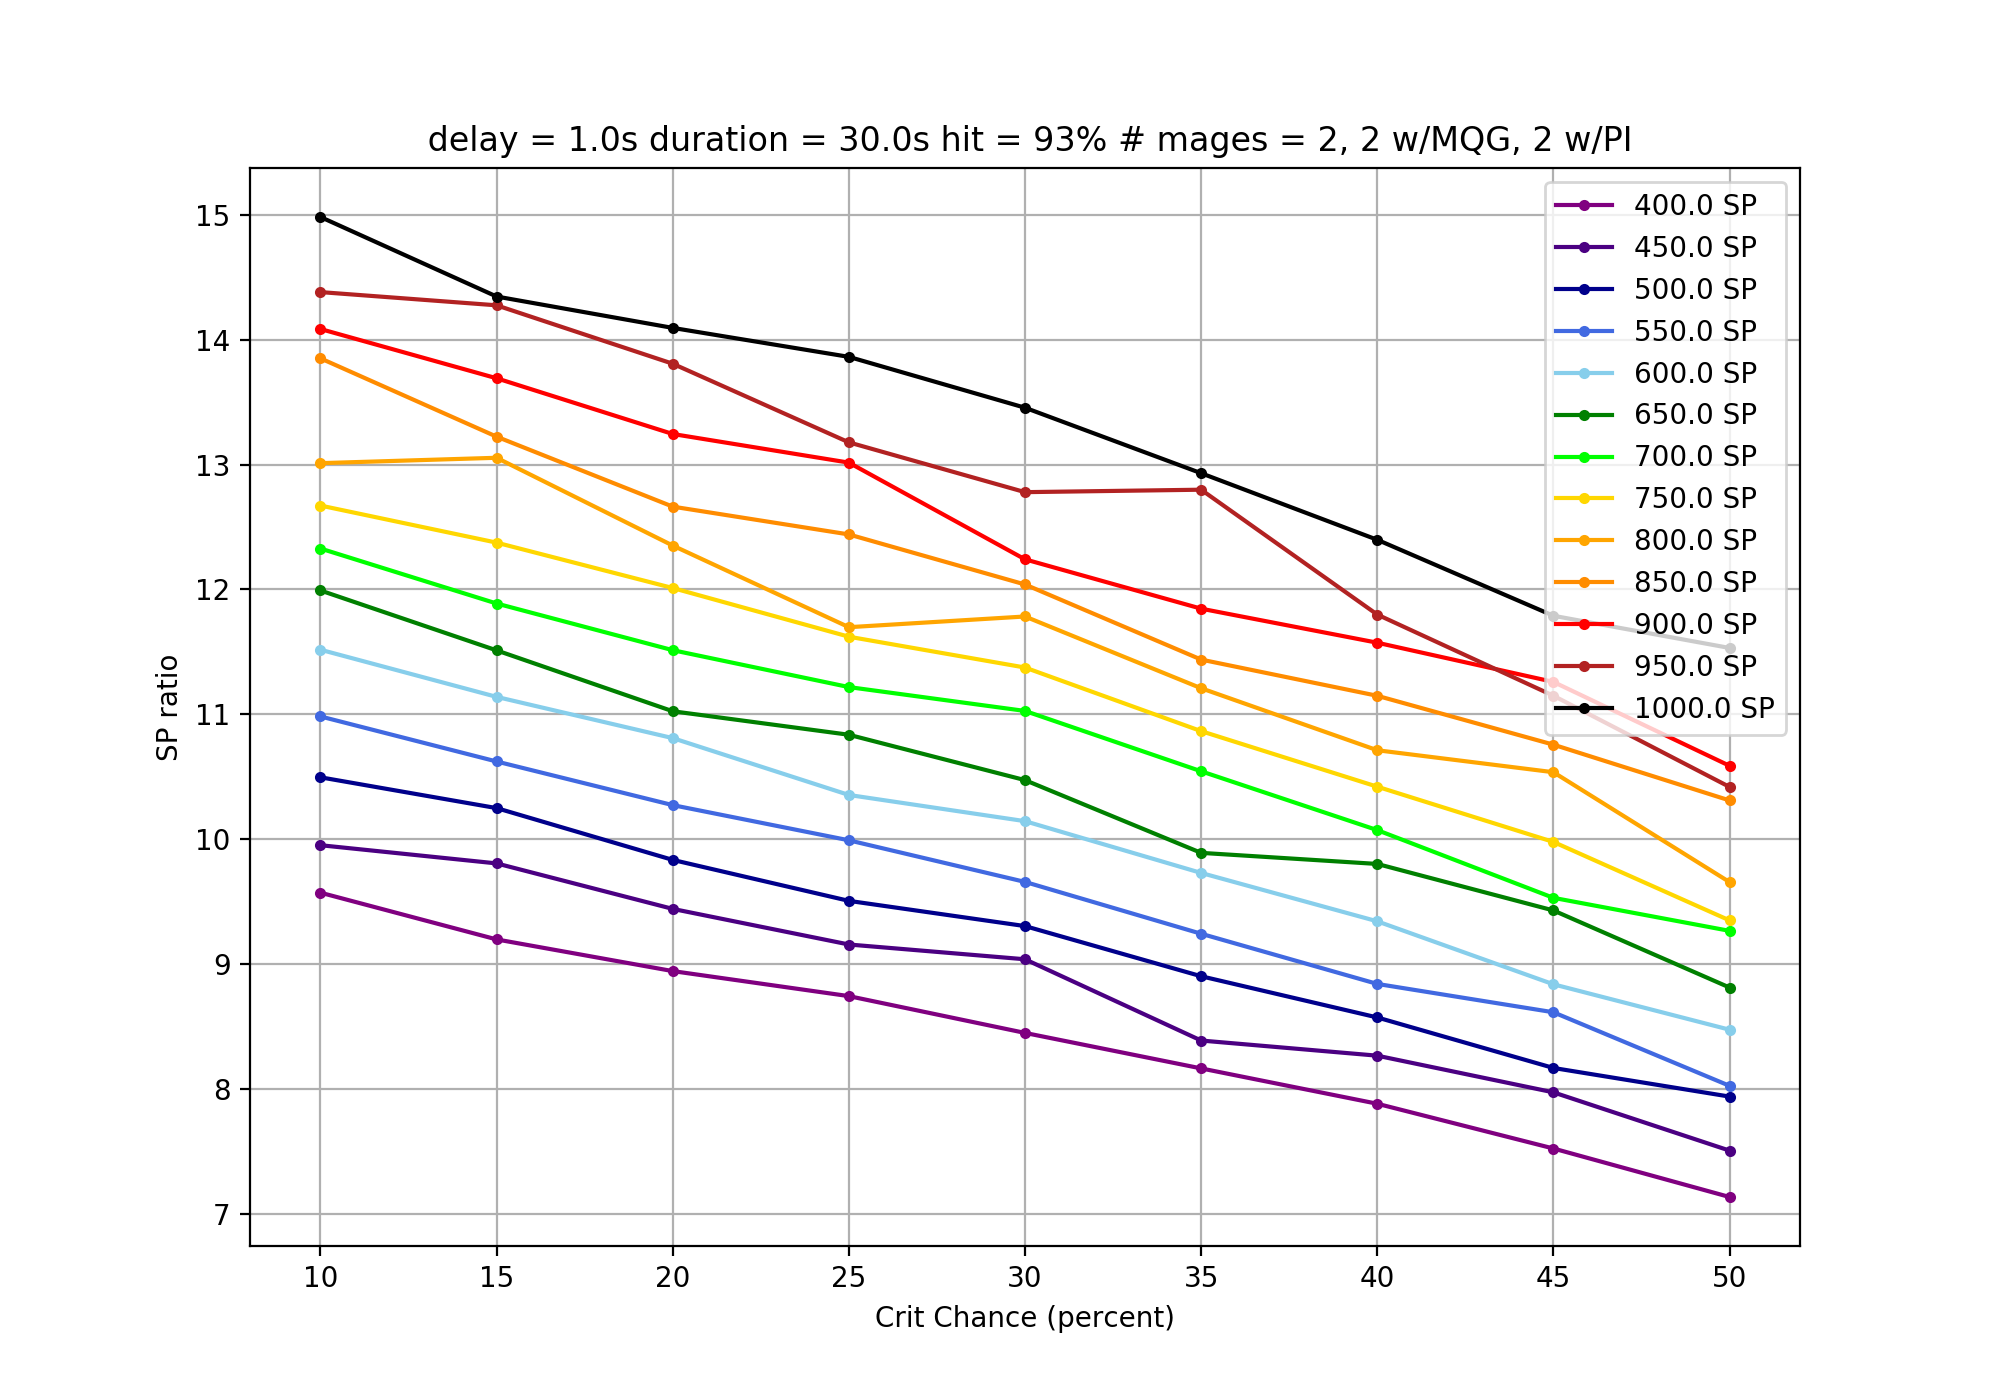 delay = 1.0s duration = 30.0s hit = 93% # mages = 2, 2 w/MQG, 2 w/PI
15
14
13
12
11
10
9
8
7
SP ratio
400.0 SP
450.0 SP
500.0 SP
550.0 SP
600.0 SP
650.0 SP
700.0 SP
750.0 SP
800.0 SP
850.0 SP
900.0 SP
950.0 SP
1000.0 SP
10 15 20 25 30 35 40 45 50
Crit Chance (percent)